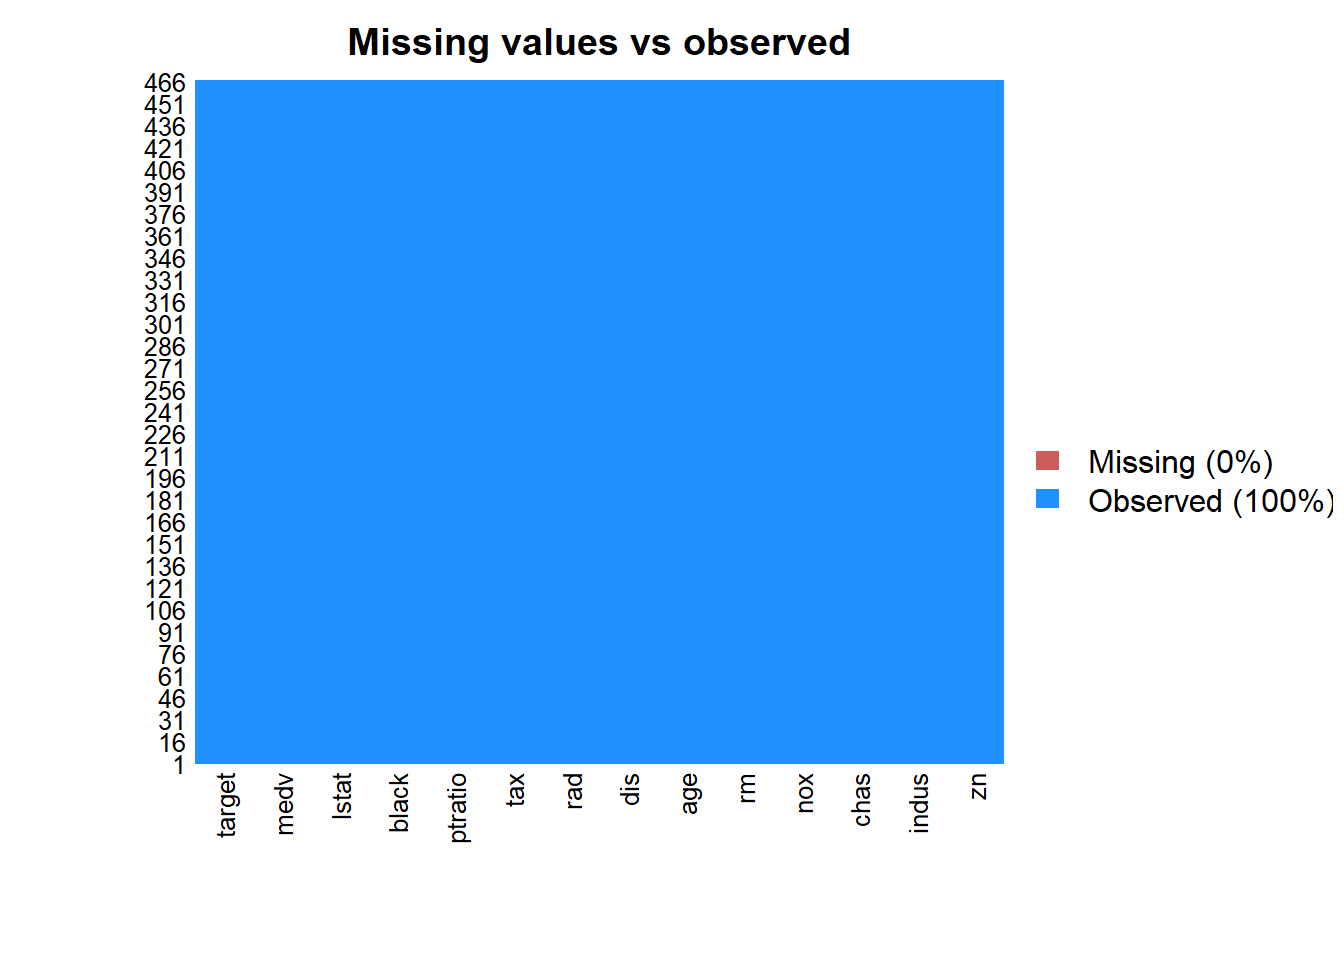 Missing values vs observed
466
451
436
421
406
391
376
361
346
331
316
301
286
271
256
241
226
211
196
181
166
151
136
121
106
91
76
61
46
31
16
1
target
medv
lstat
black
ptratio
tax
rad
dis
age
rm
nox
chas
indus
zn
Missing (0%)
Observed (100%)